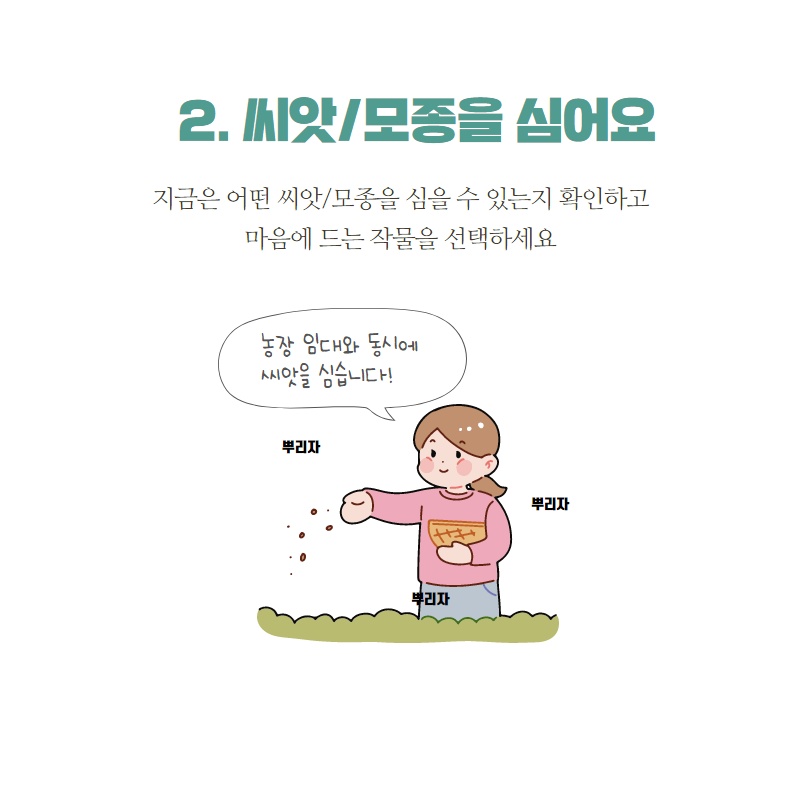 2. 씨앗/모종을 심어요
지금은 어떤 씨앗/모종을 심을 수 있는지 확인하고
마음에 드는 작물을 선택하세요
농장 임대와 동시에
씨앗을 심습니다!
뿌리자
뿌리자
뿌리자